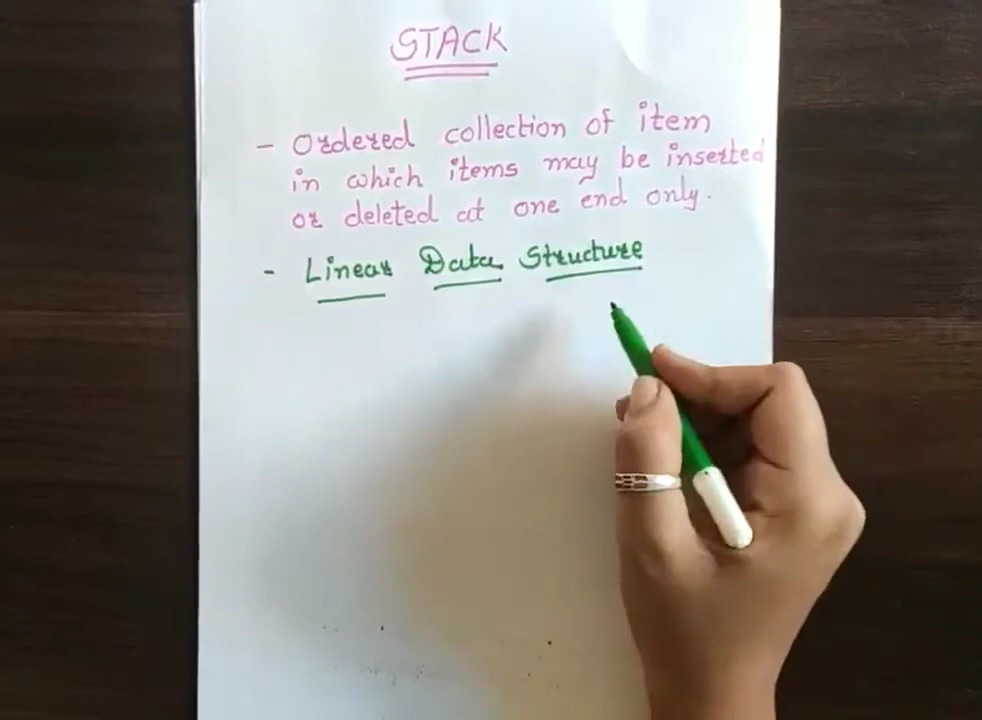 STACK
- Ordered collection of item
in which items may be inserted
or deleted at one end only.
- Linear Data Structure